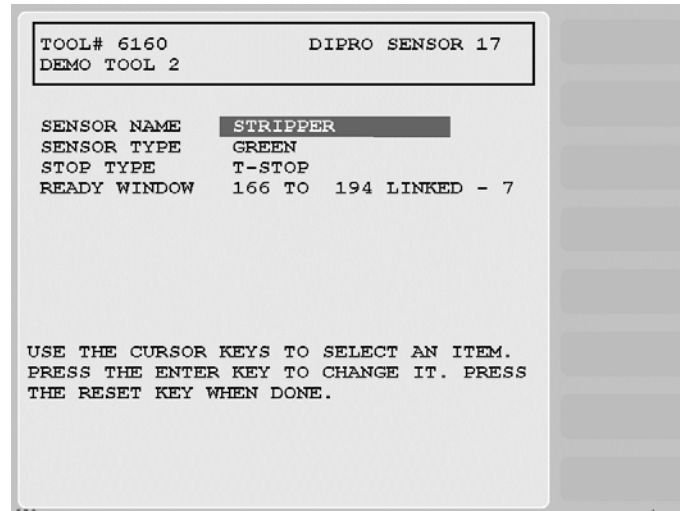 TOOL# 6160 DIPRO SENSOR 17
DEMO TOOL 2
SENSOR NAME STRIPPER
SENSOR TYPE GREEN
STOP TYPE T-STOP
READY WINDOW 166 TO 194 LINKED - 7
USE THE CURSOR KEYS TO SELECT AN ITEM.
PRESS THE ENTER KEY TO CHANGE IT. PRESS
THE RESET KEY WHEN DONE.